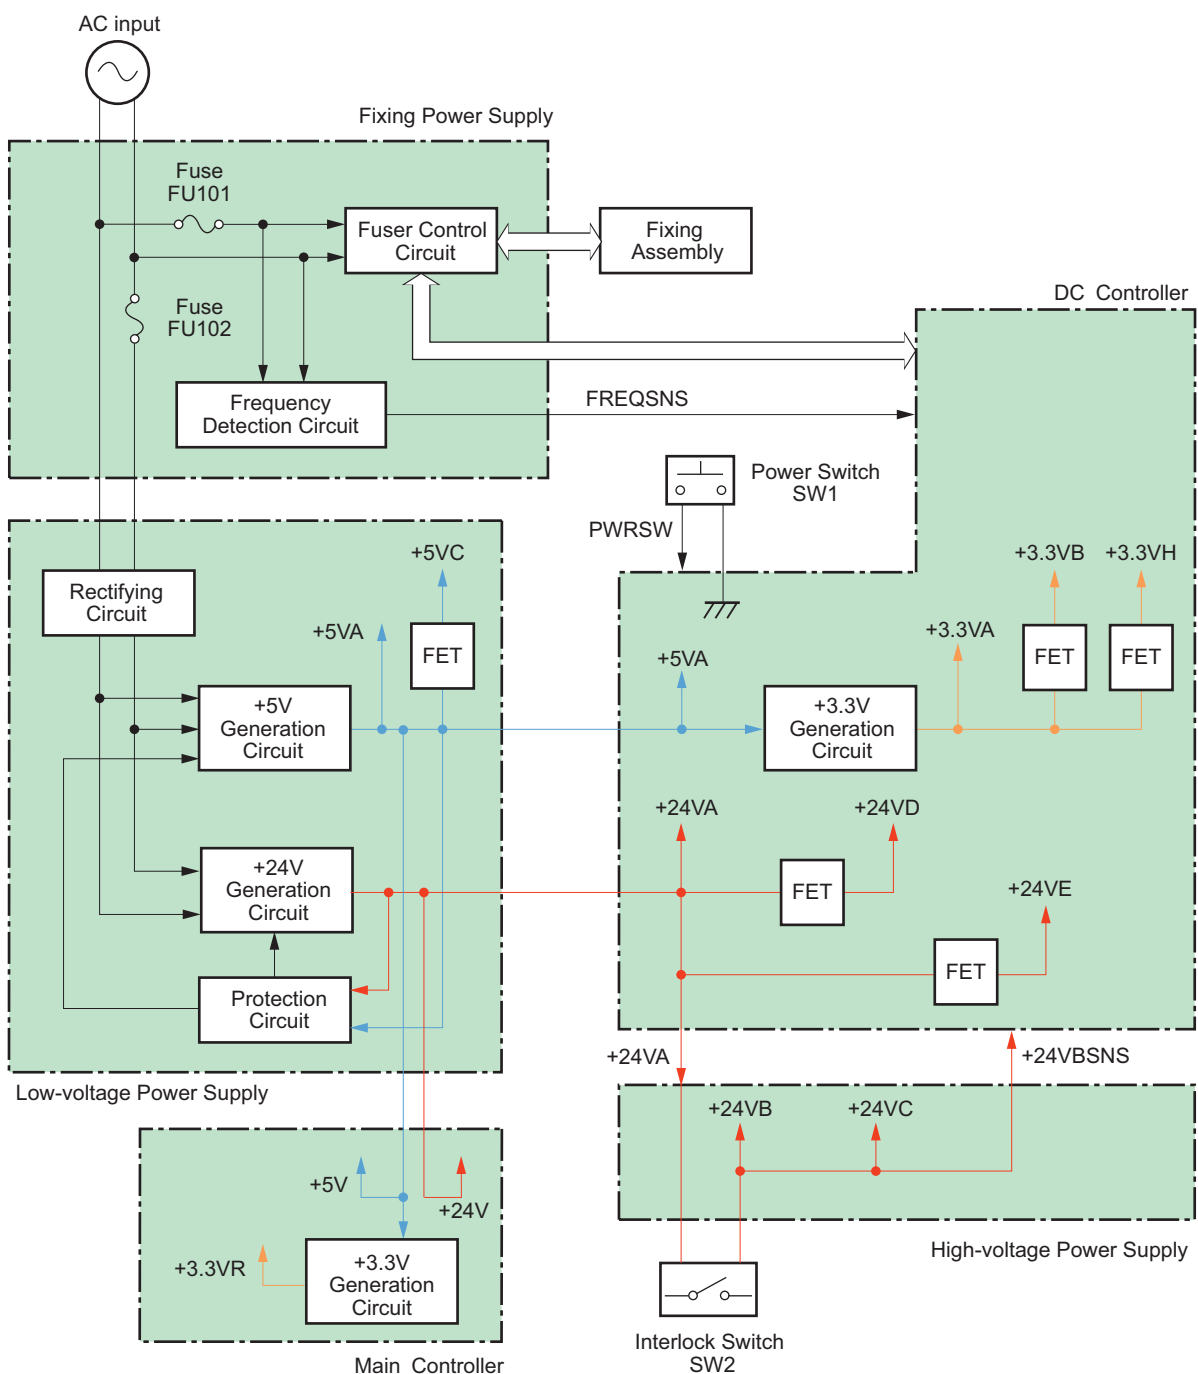 AC input
Fixing Power Supply
Fuse
FU101
Fuser Control
Circuit
Fixing
Assembly
Fuse
FU102
DC Controller
Frequency
Detection Circuit
FREQSNS
Power Switch
SW1
PWRSW
+5VC
+3.3VB
+3.3VH
Rectifying
Circuit
+5VA
FET
+5VA
+3.3VA
FET
FET
+5V
Generation
Circuit
+3.3V
Generation
Circuit
+24VA
+24VD
+24V
Generation
Circuit
FET
+24VE
FET
Protection
Circuit
+24VA
+24VBSNS
Low-voltage Power Supply
+24VB
+24VC
+5V
+24V
+3.3VR
+3.3V
Generation
Circuit
High-voltage Power Supply
Interlock Switch
SW2
Main Controller